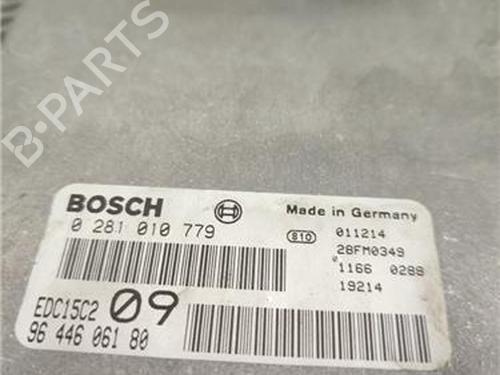 B-PARTS
BOSCH
Made in Germany
0 281 010 779
810
011214
28FM0349
1166 0288
19214
EDC15C2
09
96 446 061 80